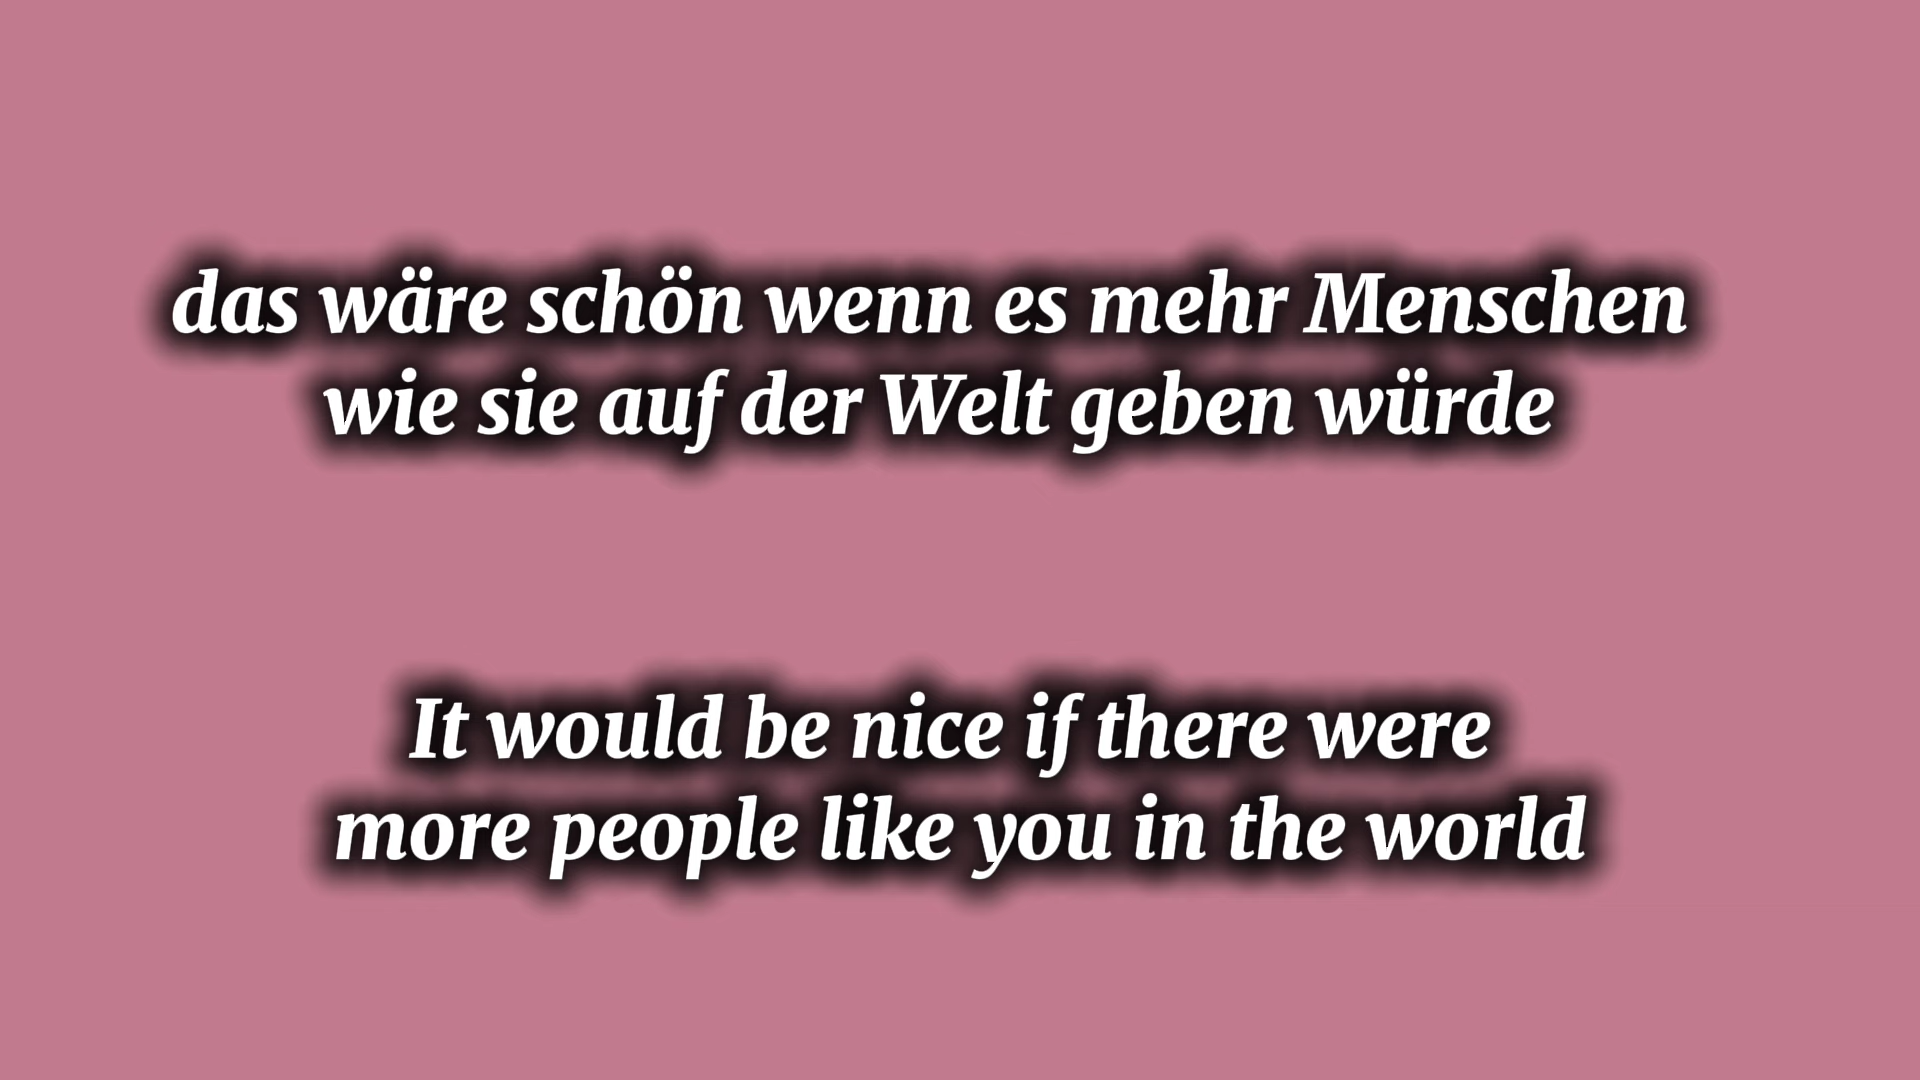 das wäre schön wenn es mehr Menschen
wie sie auf der Welt geben würde
It would be nice if there were
more people like you in the world